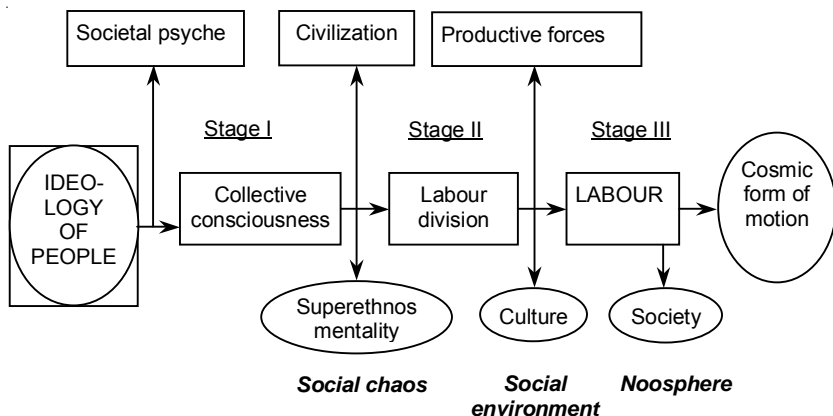 Societal psyche
Civilization
Productive forces
Stage I
Stage II
Stage III
IDEO-
LOGY
OF
PEOPLE
Collective
consciousness
Labour
division
LABOUR
Cosmic
form of
motion
Superethnos
mentality
Culture
Society
Social chaos
Social
environment
Noosphere